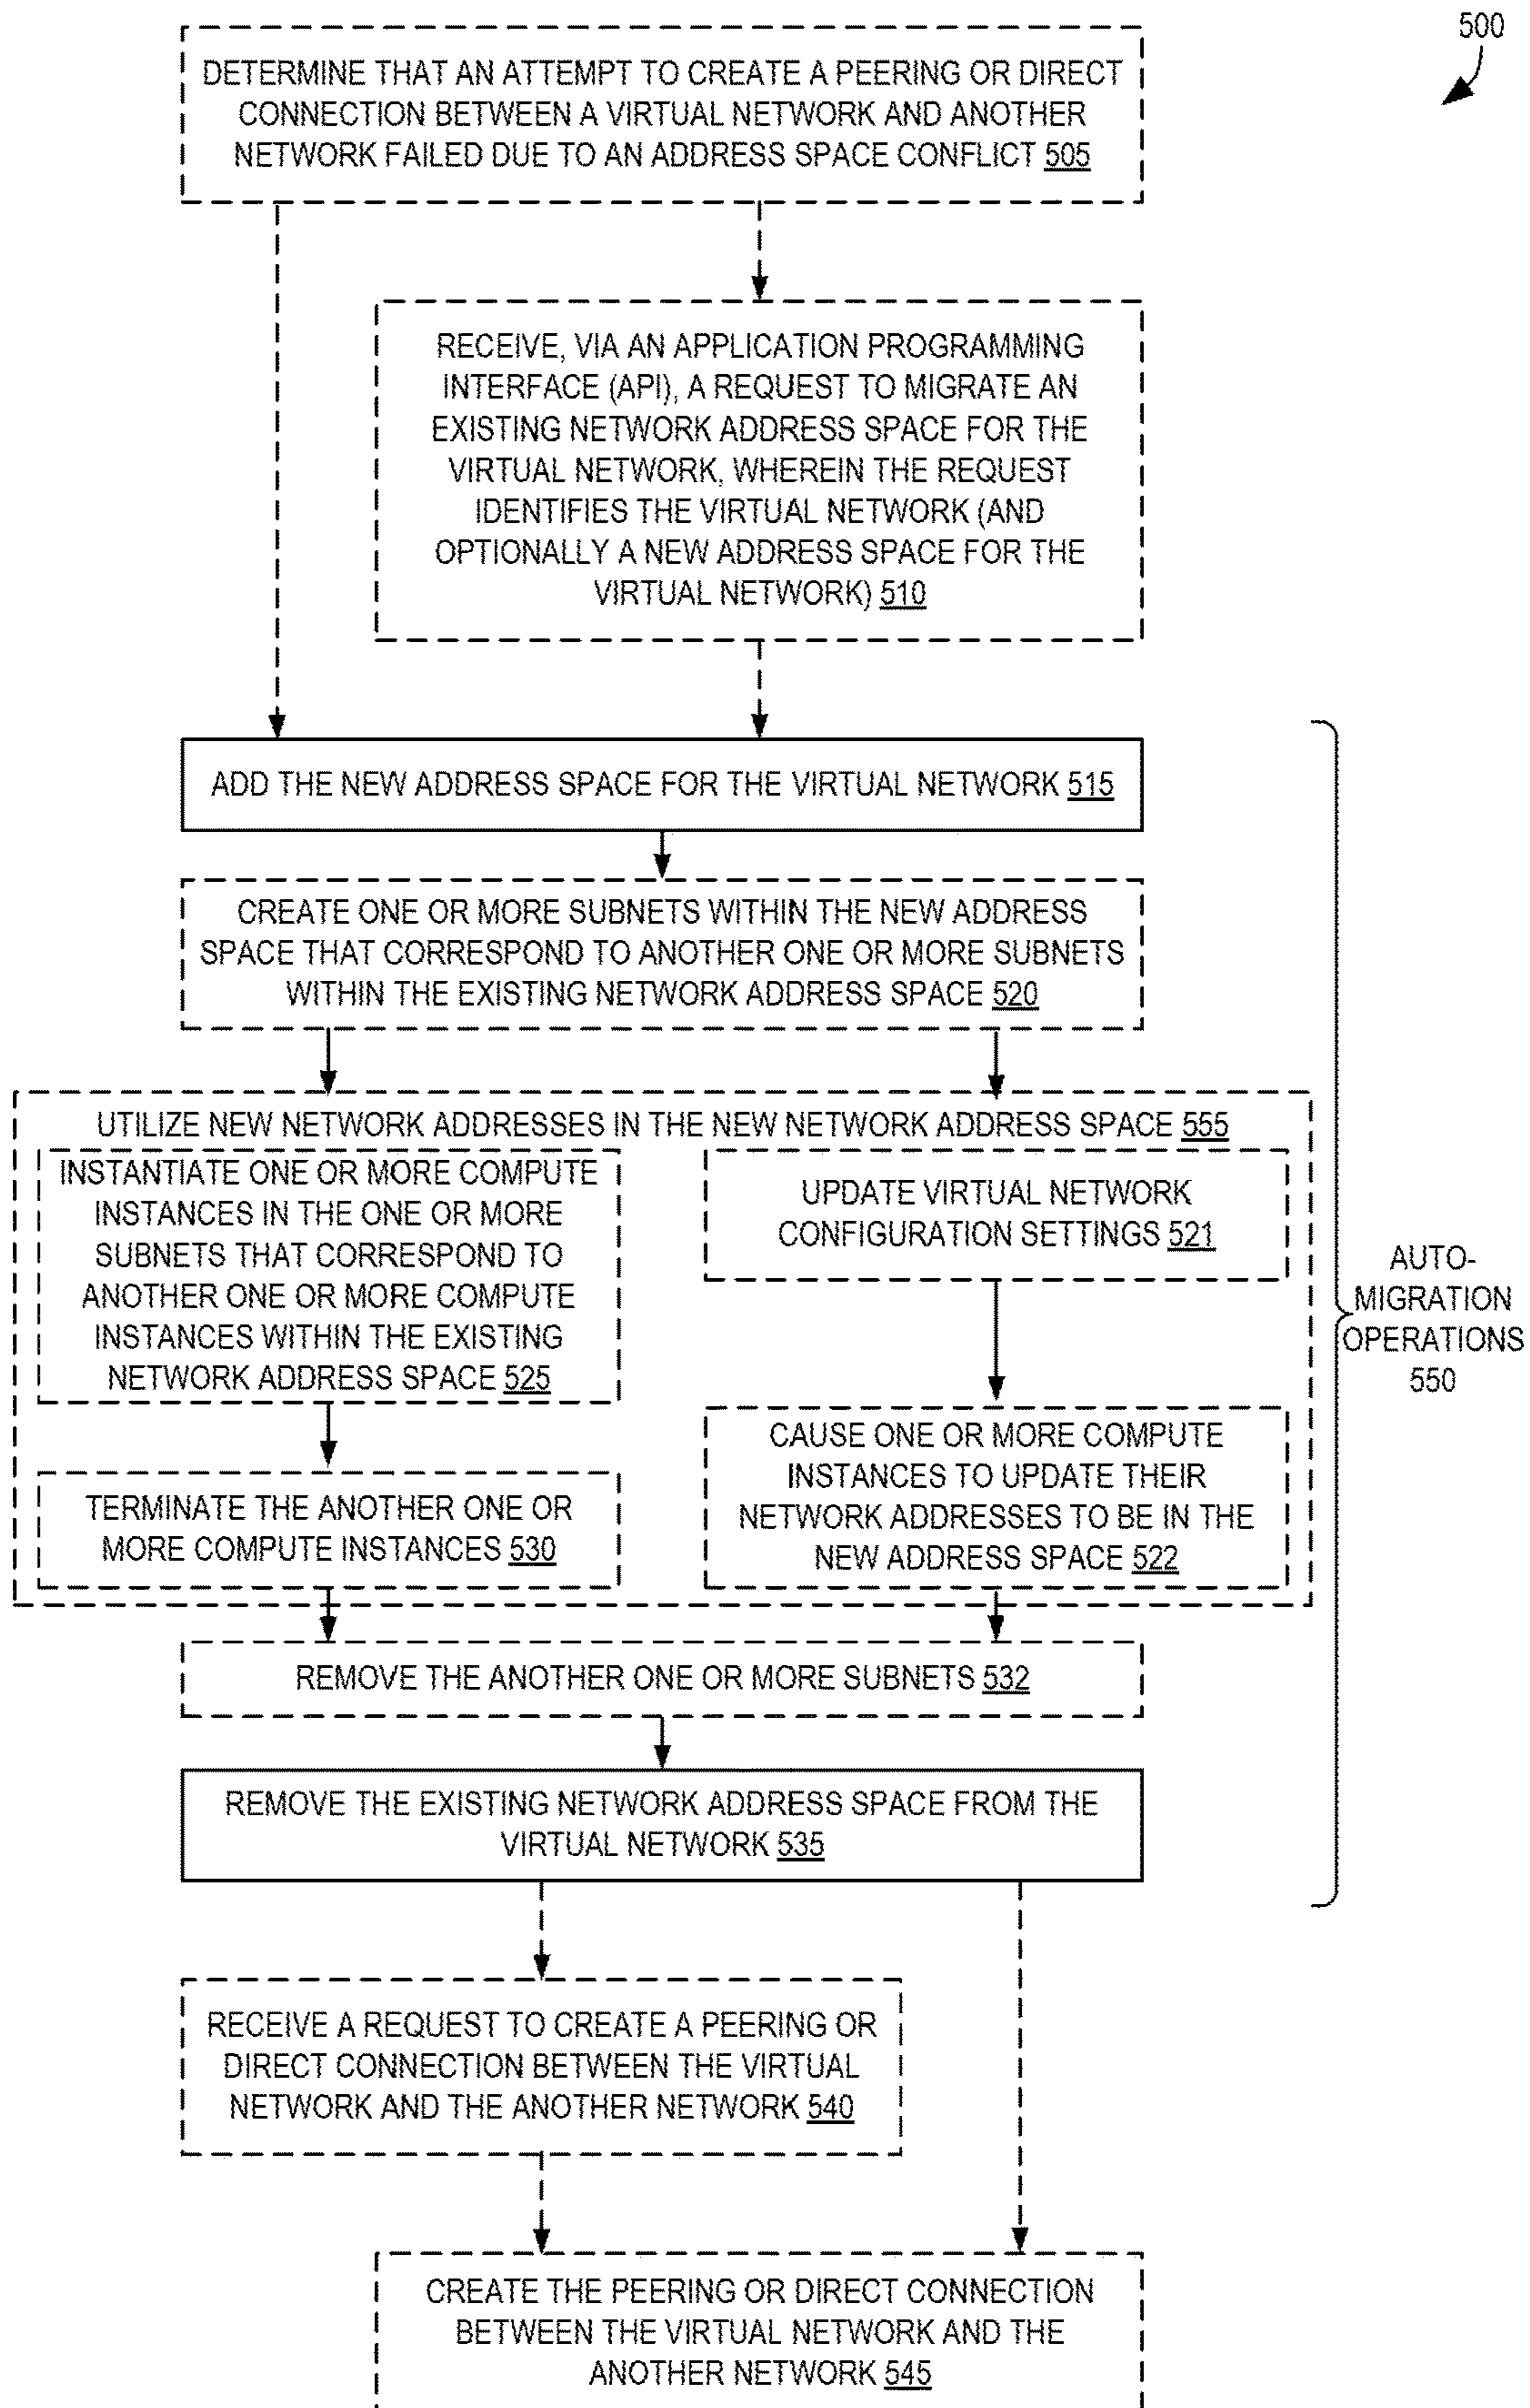 500
DETERMINE THAT AN ATTEMPT TO CREATE A PEERING OR DIRECT
CONNECTION BETWEEN A VIRTUAL NETWORK AND ANOTHER
NETWORK FAILED DUE TO AN ADDRESS SPACE CONFLICT 505
RECEIVE, VIA AN APPLICATION PROGRAMMING
INTERFACE (API), A REQUEST TO MIGRATE AN
EXISTING NETWORK ADDRESS SPACE FOR THE
VIRTUAL NETWORK, WHEREIN THE REQUEST
IDENTIFIES THE VIRTUAL NETWORK (AND
OPTIONALLY A NEW ADDRESS SPACE FOR THE
VIRTUAL NETWORK) 510
ADD THE NEW ADDRESS SPACE FOR THE VIRTUAL NETWORK 515
CREATE ONE OR MORE SUBNETS WITHIN THE NEW ADDRESS
SPACE THAT CORRESPOND TO ANOTHER ONE OR MORE SUBNETS
WITHIN THE EXISTING NETWORK ADDRESS SPACE 520
UTILIZE NEW NETWORK ADDRESSES IN THE NEW NETWORK ADDRESS SPACE 555
INSTANTIATE ONE OR MORE COMPUTE
INSTANCES IN THE ONE OR MORE
SUBNETS THAT CORRESPOND TO
ANOTHER ONE OR MORE COMPUTE
INSTANCES WITHIN THE EXISTING
NETWORK ADDRESS SPACE 525
TERMINATE THE ANOTHER ONE OR
MORE COMPUTE INSTANCES 530
UPDATE VIRTUAL NETWORK
CONFIGURATION SETTINGS 521
CAUSE ONE OR MORE COMPUTE
INSTANCES TO UPDATE THEIR
NETWORK ADDRESSES TO BE IN THE
NEW ADDRESS SPACE 522
AUTO-
MIGRATION
OPERATIONS
550
REMOVE THE ANOTHER ONE OR MORE SUBNETS 532
REMOVE THE EXISTING NETWORK ADDRESS SPACE FROM THE
VIRTUAL NETWORK 535
RECEIVE A REQUEST TO CREATE A PEERING OR
DIRECT CONNECTION BETWEEN THE VIRTUAL
NETWORK AND THE ANOTHER NETWORK 540
CREATE THE PEERING OR DIRECT CONNECTION
BETWEEN THE VIRTUAL NETWORK AND THE
ANOTHER NETWORK 545